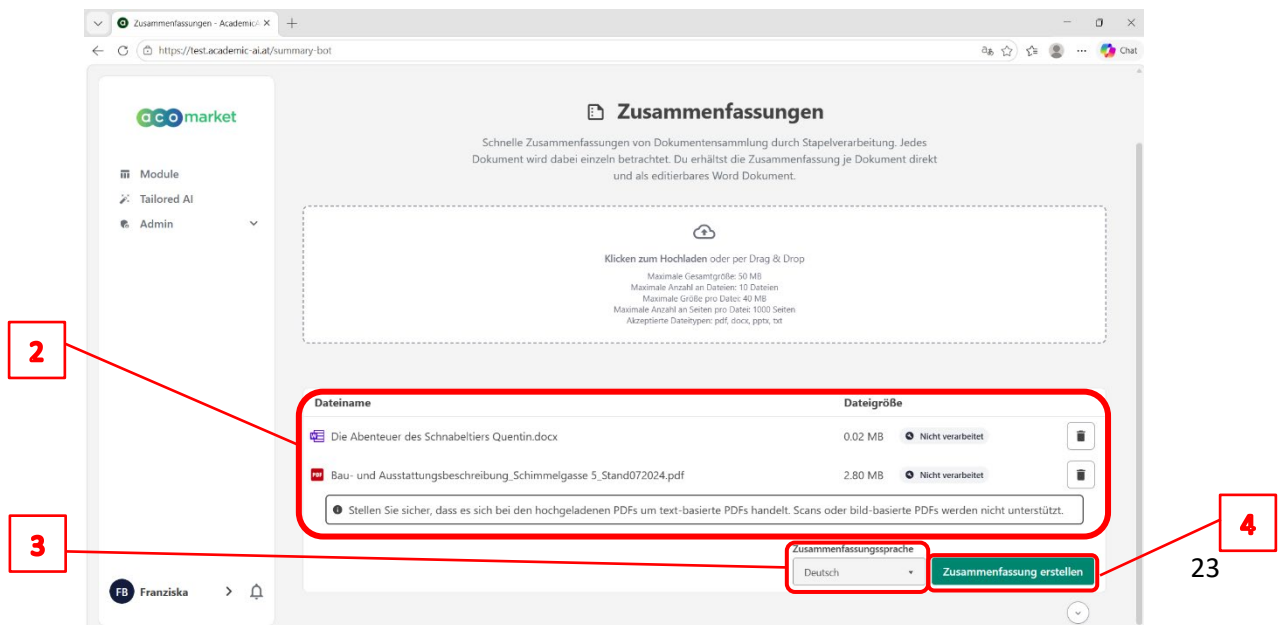 Zusammenfassungen - Academic
https://test.academic-ai.at/summary-bot
Chat
acomarket
Module
Tailored AI
Admin
Zusammenfassungen
Schnelle Zusammenfassungen von Dokumentensammlung durch Stapelverarbeitung. Jedes
Dokument wird dabei einzeln betrachtet. Du erhältst die Zusammenfassung je Dokument direkt
und als editierbares Word Dokument.
Klicken zum Hochladen oder per Drag & Drop
Maximale Gesamtgröße: 50 MB
Maximale Anzahl an Dateien: 10 Dateien
Maximale Größe pro Datei: 40 MB
Maximale Anzahl an Seiten pro Datei: 1000 Seiten
Akzeptierte Dateitypen: pdf, docx, pptx, txt
2
Dateiname Dateigröße
Die Abenteuer des Schnabeltiers Quentin.docx 0.02 MB Nicht verarbeitet
PDF Bau- und Ausstattungsbeschreibung_Schimmelgasse 5_Stand072024.pdf 2.80 MB Nicht verarbeitet
Stellen Sie sicher, dass es sich bei den hochgeladenen PDFs um text-basierte PDFs handelt. Scans oder bild-basierte PDFs werden nicht unterstützt.
3
4
Zusammenfassungssprache
Deutsch Zusammenfassung erstellen
23
FB Franziska